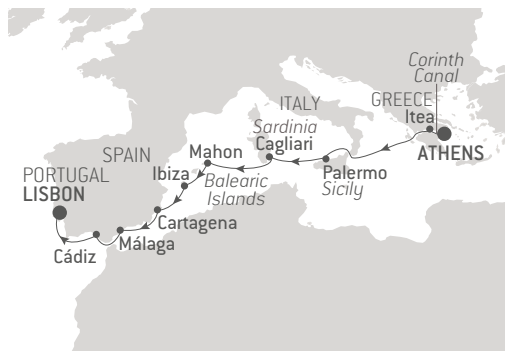 Corinth
Canal
GREECE
Itea
ATHENS
ITALY
Sardinia
Cagliari
Palermo
Sicily
Mahon
Balearic
Islands
SPAIN
Ibiza
Cartagena
Málaga
Cádiz
PORTUGAL
LISBON